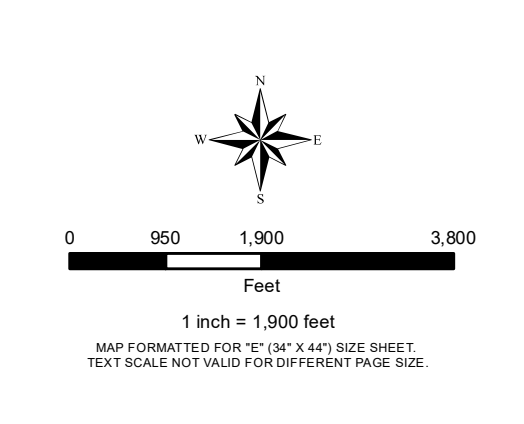 N
W E
S
0 950 1,900 3,800
Feet
1 inch = 1,900 feet
MAP FORMATTED FOR "E" (34" X 44") SIZE SHEET.
TEXT SCALE NOT VALID FOR DIFFERENT PAGE SIZE.